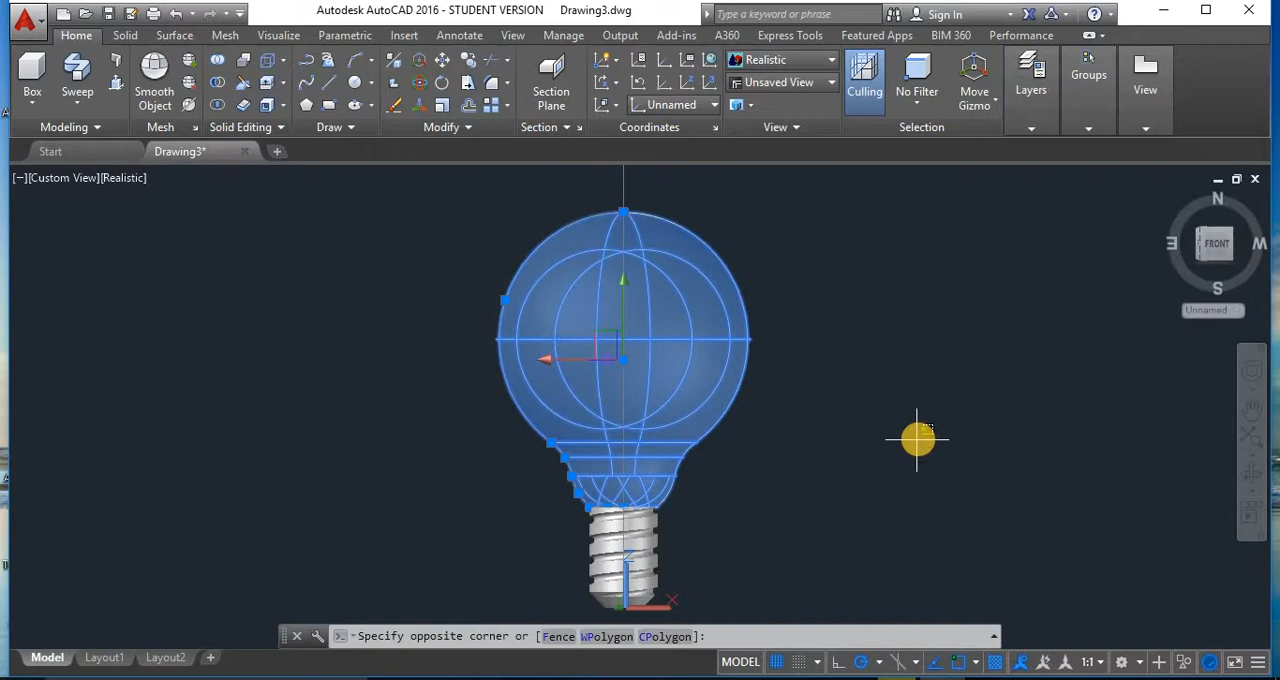 Autodesk AutoCAD 2016 - STUDENT VERSION Drawing3.dwg
Type a keyword or phrase
Sign In
Home Solid Surface Mesh Visualize Parametric Insert Annotate View Manage Output Add-ins A360 Express Tools Featured Apps BIM 360 Performance
Box
Sweep
Smooth Object
Section Plane
Realistic
Unsaved View
Unnamed
Culling
No Filter
Move Gizmo
Layers
Groups
View
Modeling
Mesh
Solid Editing
Draw
Modify
Section
Coordinates
View
Selection
Start
Drawing3*
[−][Custom View][Realistic]
N
E
FRONT
W
S
Unnamed
Z
X
Specify opposite corner or [Fence WPolygon CPolygon]:
Model
Layout1
Layout2
MODEL
1:1